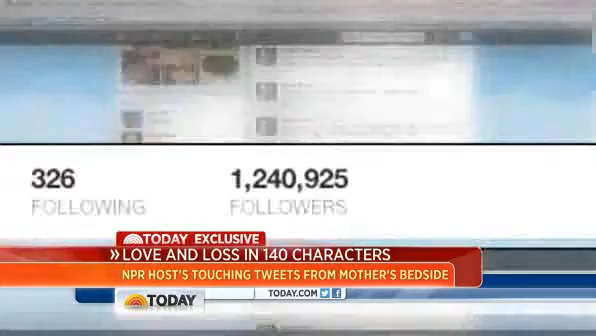 326 1,240,925
FOLLOWING FOLLOWERS
TODAY EXCLUSIVE
»LOVE AND LOSS IN 140 CHARACTERS
NPR HOST'S TOUCHING TWEETS FROM MOTHER'S BEDSIDE
TODAY TODAY.COM